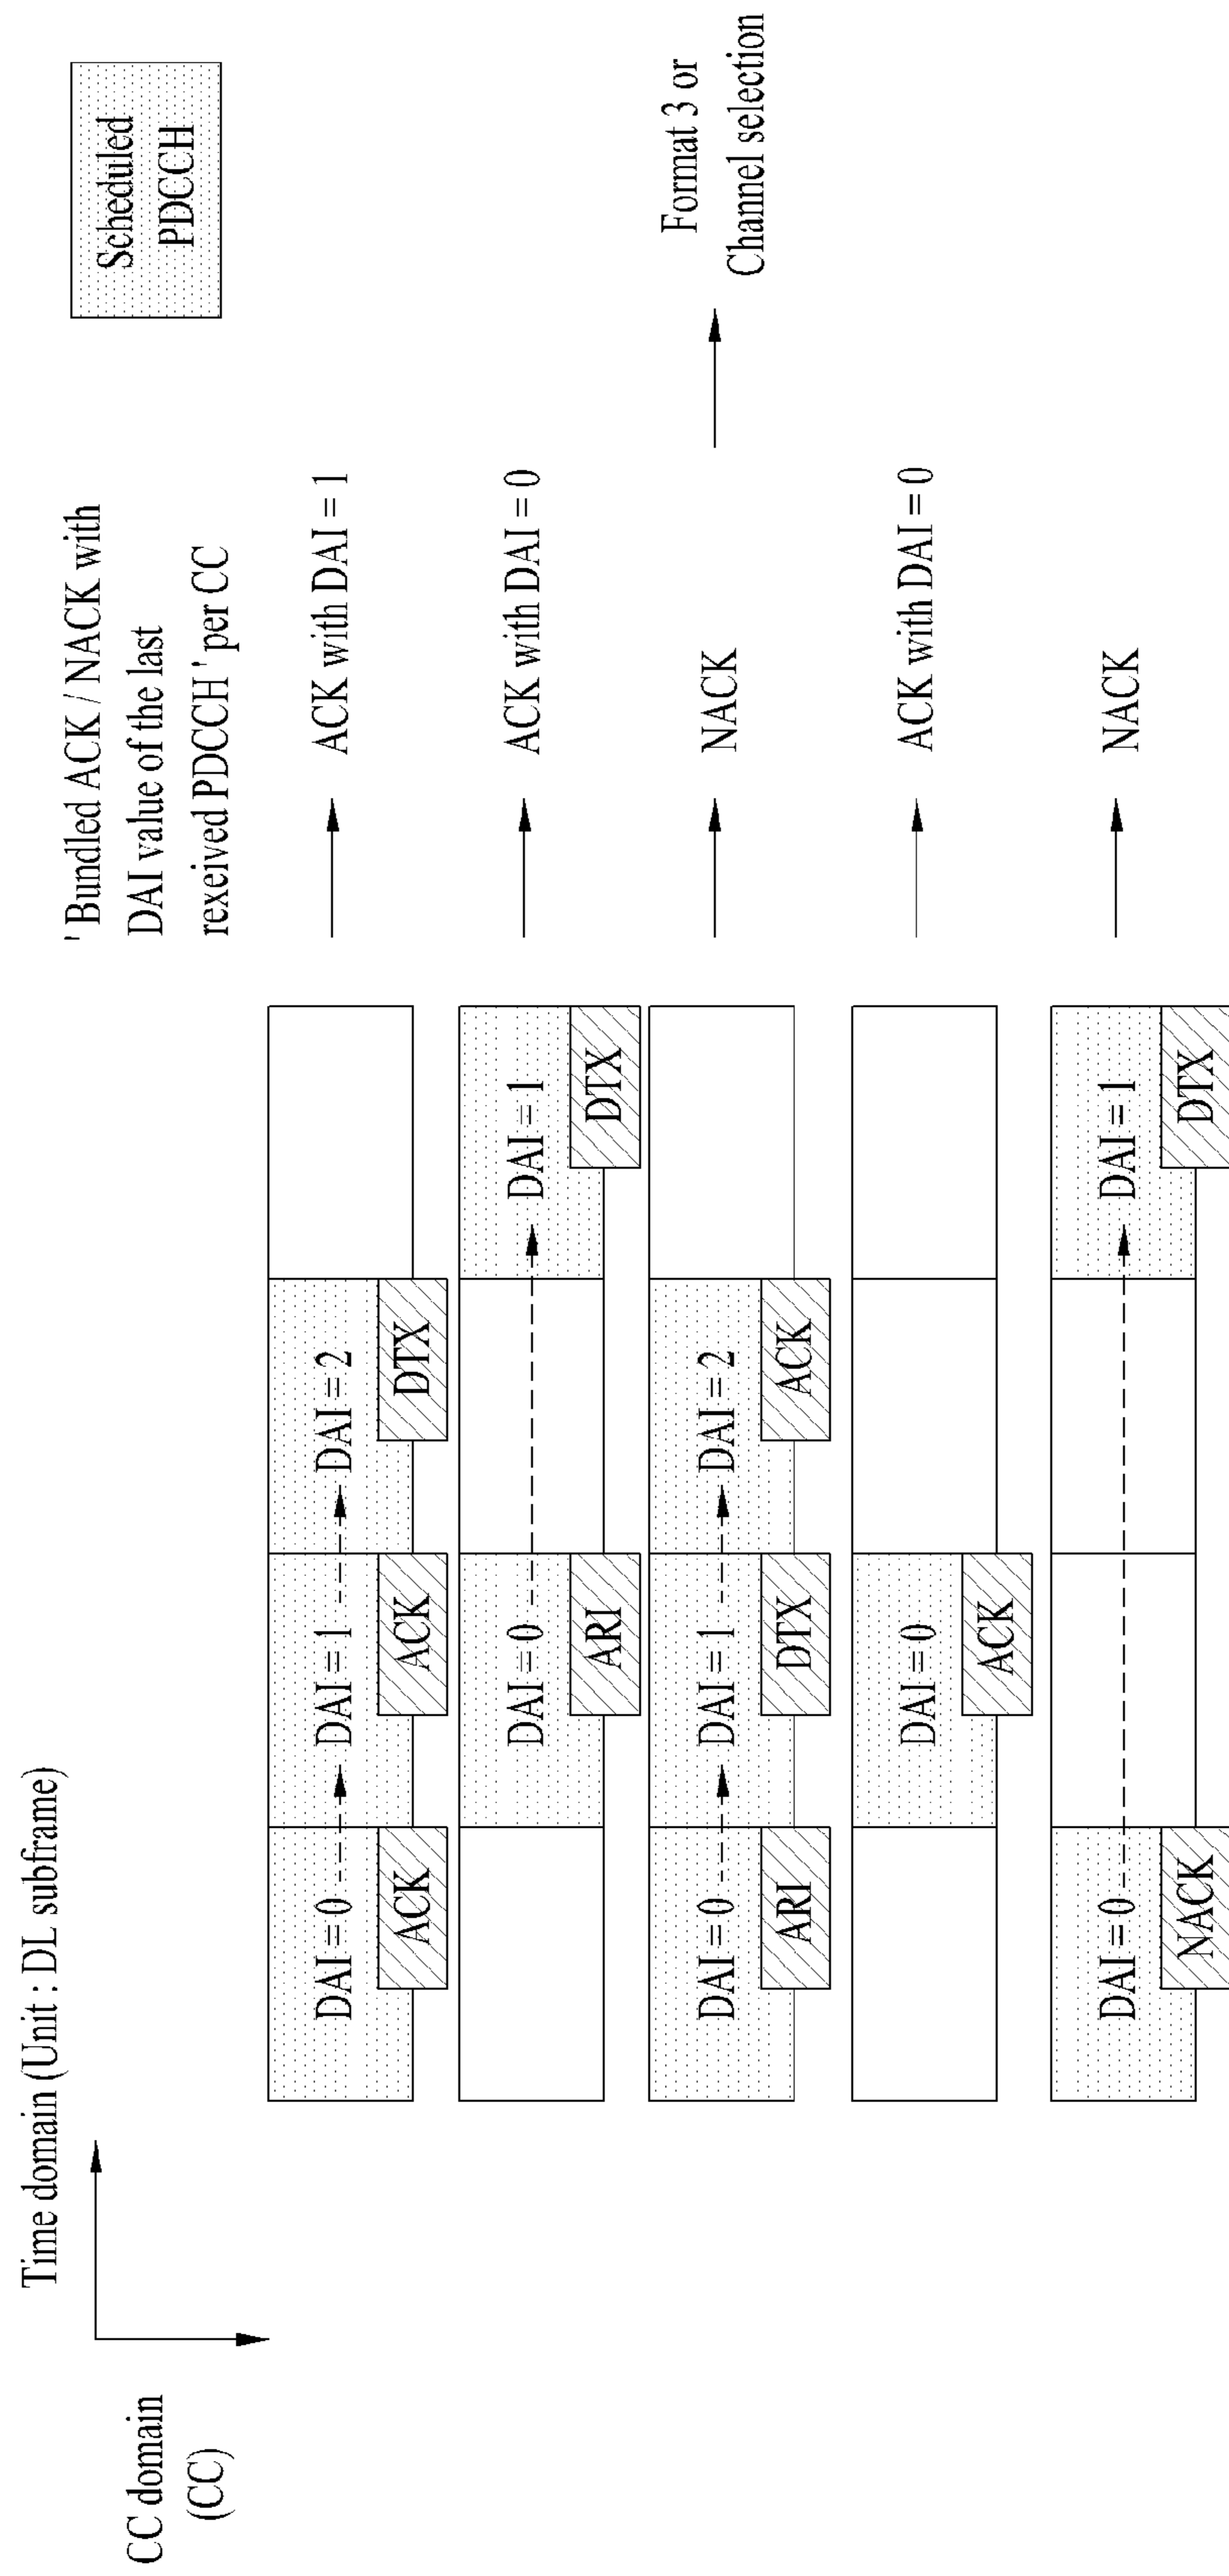 Time domain (Unit : DL subframe)
CC domain
(CC)
' Bundled ACK / NACK with
DAI value of the last
rexeived PDCCH ' per CC
Scheduled
PDCCH
DAI = 0 DAI = 1 DAI = 2 ACK with DAI = 1
ACK ACK DTX
DAI = 0 DAI = 1 ACK with DAI = 0
ARI DTX
DAI = 0 DAI = 1 DAI = 2 NACK
ARI DTX ACK
Format 3 or
Channel selection
DAI = 0 ACK with DAI = 0
ACK
DAI = 0 DAI = 1 NACK
NACK DTX